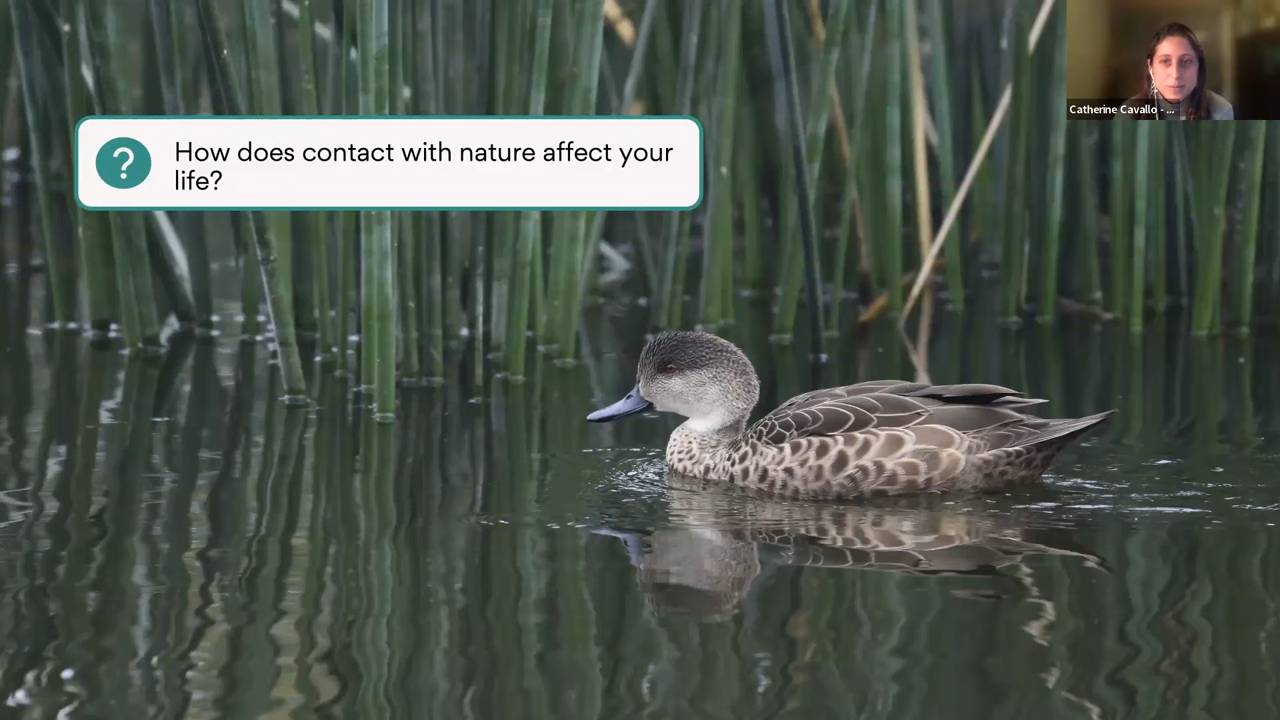 ?
How does contact with nature affect your
life?
Catherine Cavallo - ...